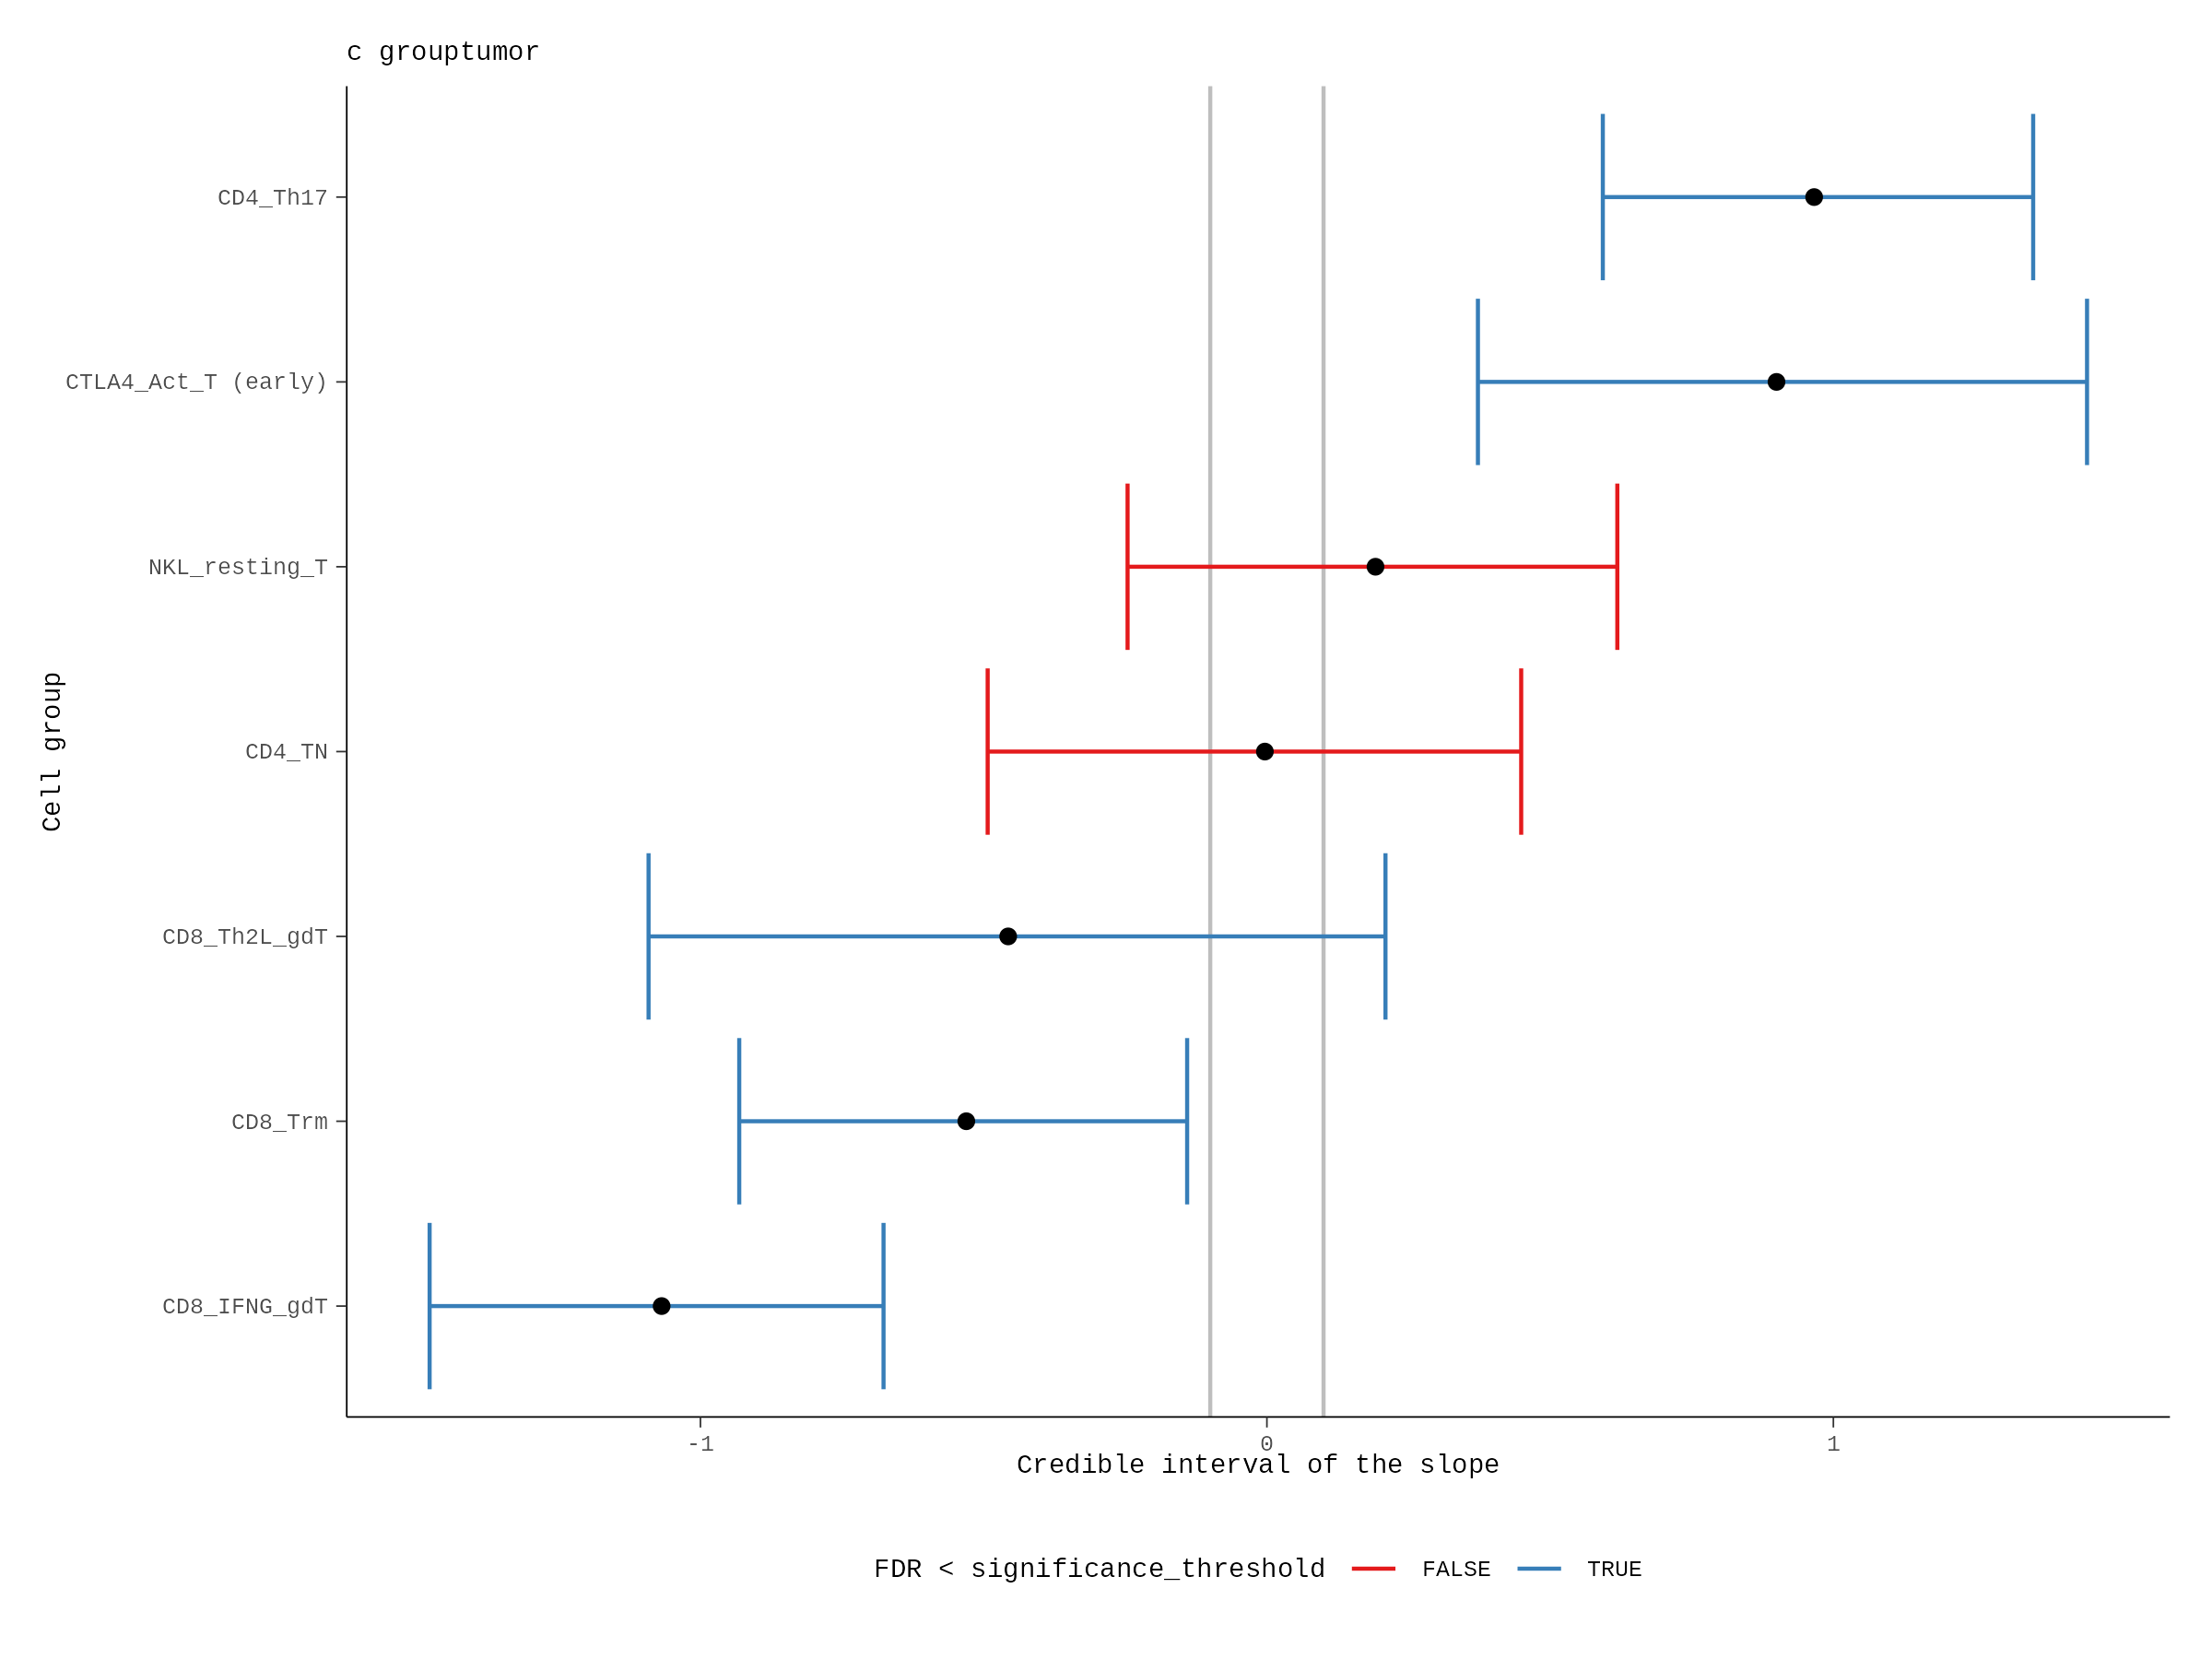 c grouptumor
CD4_Th17
CTLA4_Act_T (early)
NKL_resting_T
CD4_TN
CD8_Th2L_gdT
CD8_Trm
CD8_IFNG_gdT
Cell group
-1 0 1
Credible interval of the slope
FDR < significance_threshold FALSE TRUE